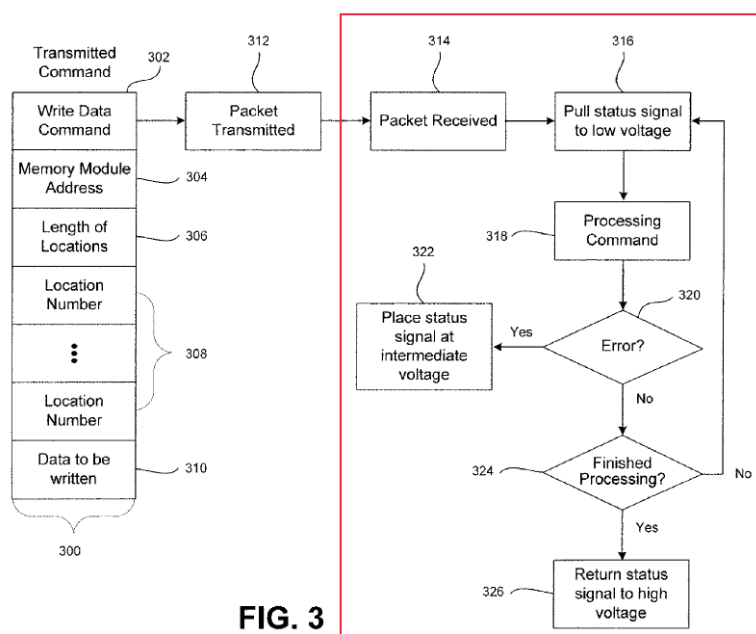 Transmitted
Command
302
Write Data
Command
Memory Module
Address
304
Length of
Locations
306
Location
Number
308
Location
Number
Data to be
written
310
300
312
Packet
Transmitted
314
Packet Received
316
Pull status signal
to low voltage
318
Processing
Command
320
Error?
Yes
No
322
Place status
signal at
intermediate
voltage
324
Finished
Processing?
No
Yes
326
Return status
signal to high
voltage
FIG. 3